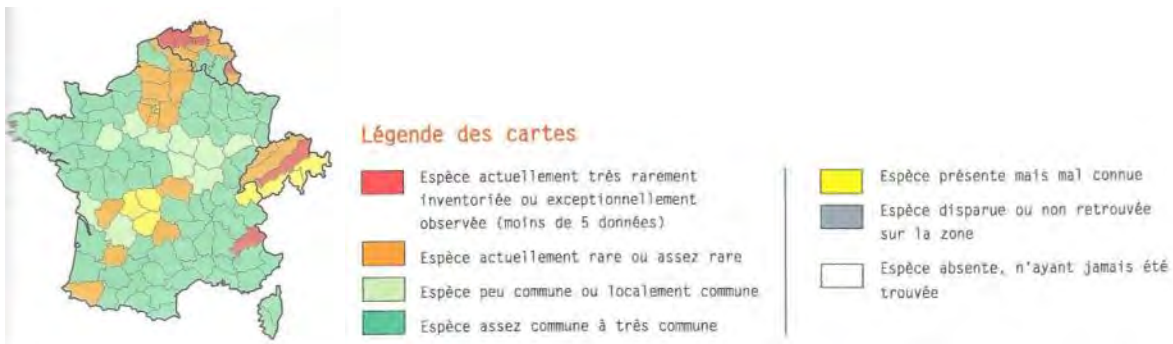 Légende des cartes
Espèce actuellement très rarement
inventoriée ou exceptionnellement
observée (moins de 5 données)
Espèce actuellement rare ou assez rare
Espèce peu commune ou localement commune
Espèce assez commune à très commune
Espèce présente mais mal connue
Espèce disparue ou non retrouvée
sur la zone
Espèce absente, n'ayant jamais été
trouvée